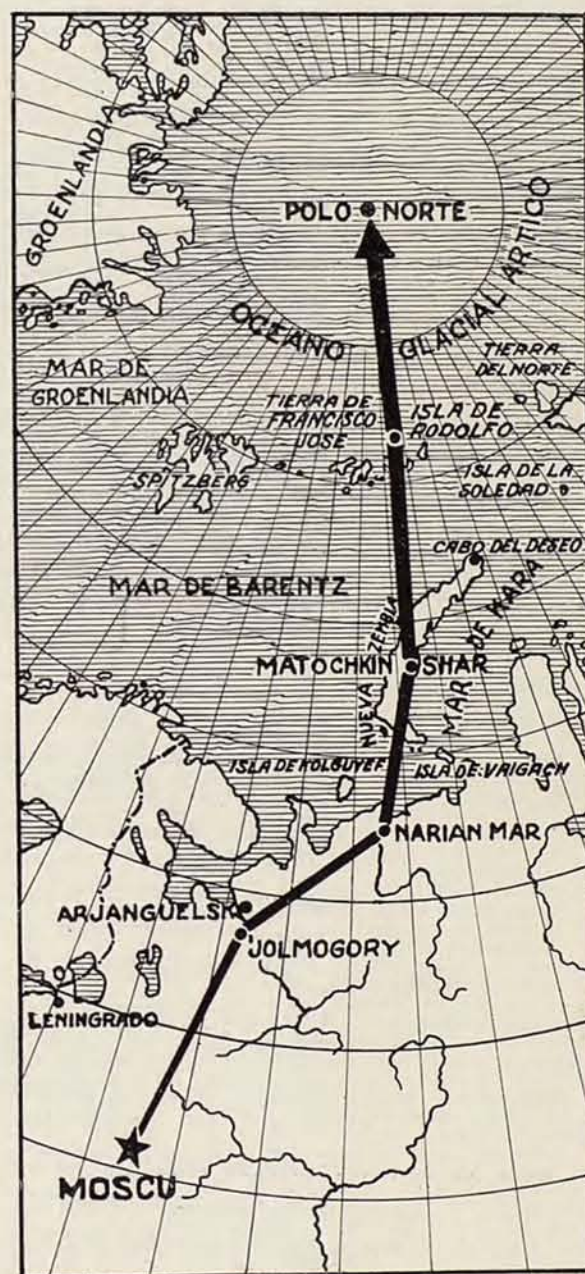 GROENLANDIA
POLO NORTE
OCEANO GLACIAL ARTICO
MAR DE
GROENLANDIA
TIERRA
DEL NORTE
TIERRA DE
FRANCISCO
JOSE
ISLA DE
RODOLFO
SPITZBERG
ISLA DE LA
SOLEDAD
CABO DEL DESEO
MAR DE BARENTZ
NUEVA ZEMBLA
MAR DE KARA
MATOCHKIN SHAR
ISLA DE KOLGUYEF
ISLA DE VAIGACH
NARIAN MAR
ARJANGUELSK
JOLMOGORY
LENINGRADO
MOSCU